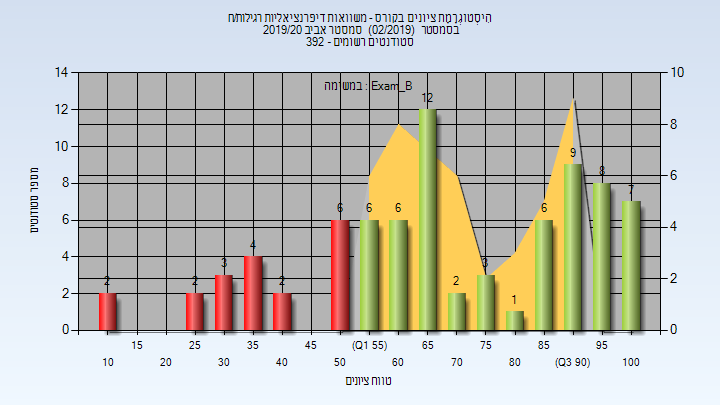 היסטוגרמת ציונים בקורס - משוואות דיפרנציאליות רגילות/ח
בסמסטר (02/2019) סמסטר אביב 2019/20
סטודנטים רשומים - 392
במשימה : Exam_B
מספר סטודנטים
14 12 10 8 6 4 2 0
10 8 6 4 2 0
2 2 3 4 2 6 6 6 12 2 3 1 6 9 8 7
15 25 35 45 (Q1 55) 65 75 85 95
10 20 30 40 50 60 70 80 (Q3 90) 100
טווח ציונים